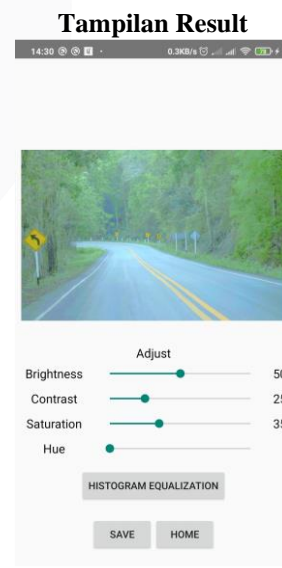 Tampilan Result
14:30
0.3KB/s
Adjust
Brightness 50
Contrast 25
Saturation 35
Hue
HISTOGRAM EQUALIZATION
SAVE HOME